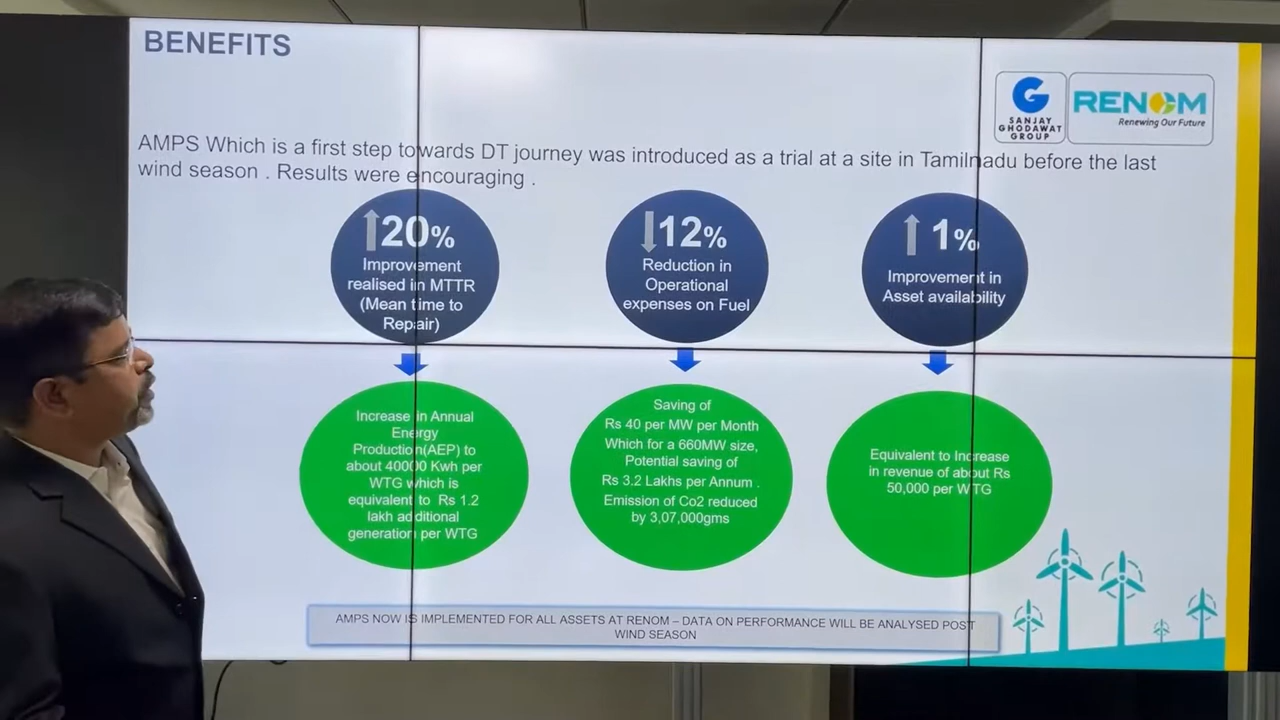 BENEFITS
G
SANJAY
GHODAWAT
GROUP
RENOM
Renewing Our Future
AMPS Which is a first step towards DT journey was introduced as a trial at a site in Tamilnadu before the last
wind season . Results were encouraging .
20%
Improvement
realised in MTTR
(Mean time to
Repair)
12%
Reduction in
Operational
expenses on Fuel
1%
Improvement in
Asset availability
Increase in Annual
Energy
Production(AEP) to
about 40000 Kwh per
WTG which is
equivalent to Rs 1.2
lakh additional
generation per WTG
Saving of
Rs 40 per MW per Month
Which for a 660MW size,
Potential saving of
Rs 3.2 Lakhs per Annum .
Emission of Co2 reduced
by 3,07,000gms
Equivalent to Increase
in revenue of about Rs
50,000 per WTG
AMPS NOW IS IMPLEMENTED FOR ALL ASSETS AT RENOM – DATA ON PERFORMANCE WILL BE ANALYSED POST
WIND SEASON